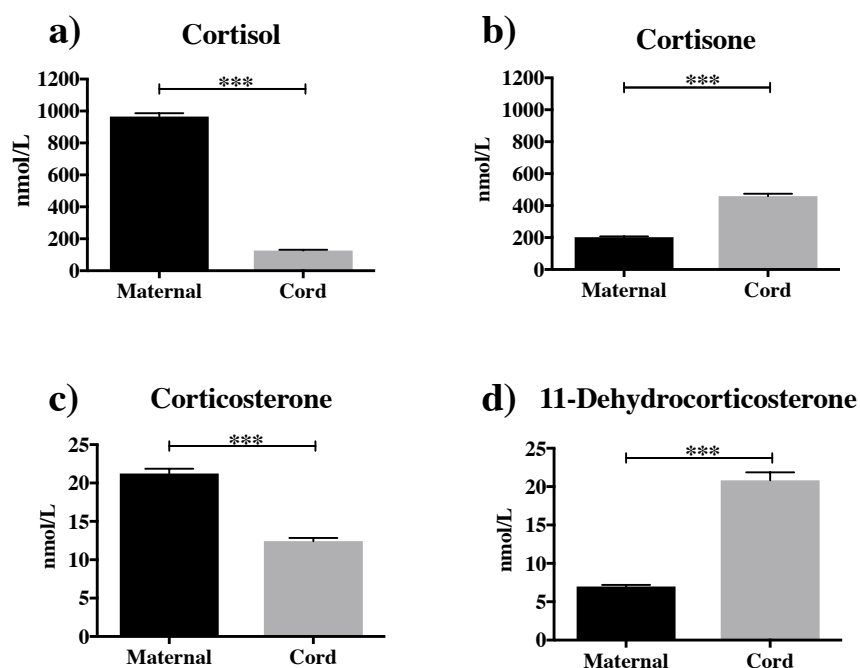 a) Cortisol
nmol/L
1200
1000
800
600
400
200
0
***
Maternal Cord
b) Cortisone
nmol/L
1200
1000
800
600
400
200
0
***
Maternal Cord
c) Corticosterone
nmol/L
25
20
15
10
5
0
***
Maternal Cord
d) 11-Dehydrocorticosterone
nmol/L
25
20
15
10
5
0
***
Maternal Cord